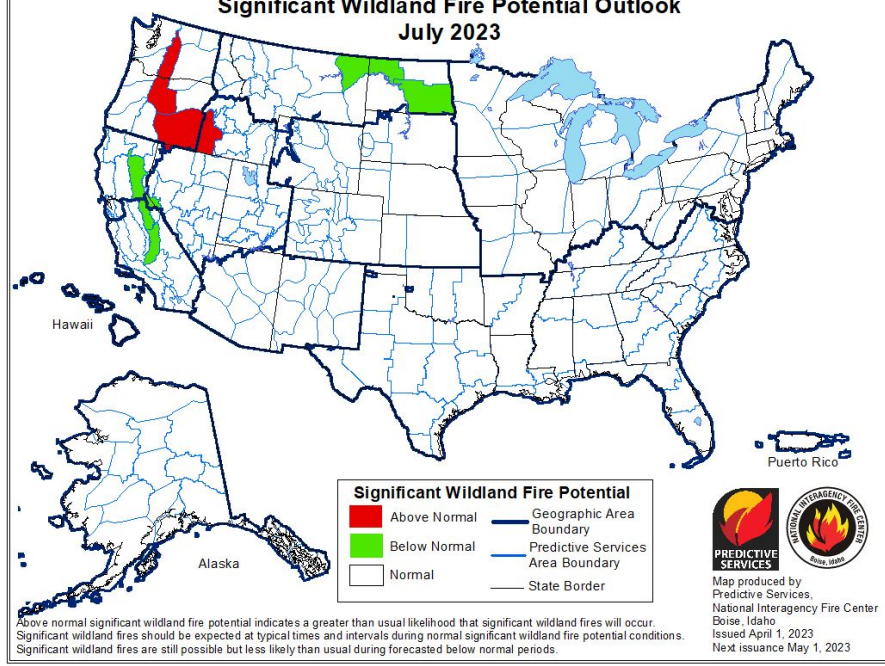 Significant Wildland Fire Potential Outlook
July 2023
Hawaii
Puerto Rico
Alaska
Significant Wildland Fire Potential
Above Normal
Below Normal
Normal
Geographic Area
Boundary
Predictive Services
Area Boundary
State Border
PREDICTIVE
SERVICES
NATIONAL INTERAGENCY FIRE CENTER
Boise, Idaho
Map produced by
Predictive Services,
National Interagency Fire Center
Boise, Idaho
Issued April 1, 2023
Next issuance May 1, 2023
Above normal significant wildland fire potential indicates a greater than usual likelihood that significant wildland fires will occur.
Significant wildland fires should be expected at typical times and intervals during normal significant wildland fire potential conditions.
Significant wildland fires are still possible but less likely than usual during forecasted below normal periods.